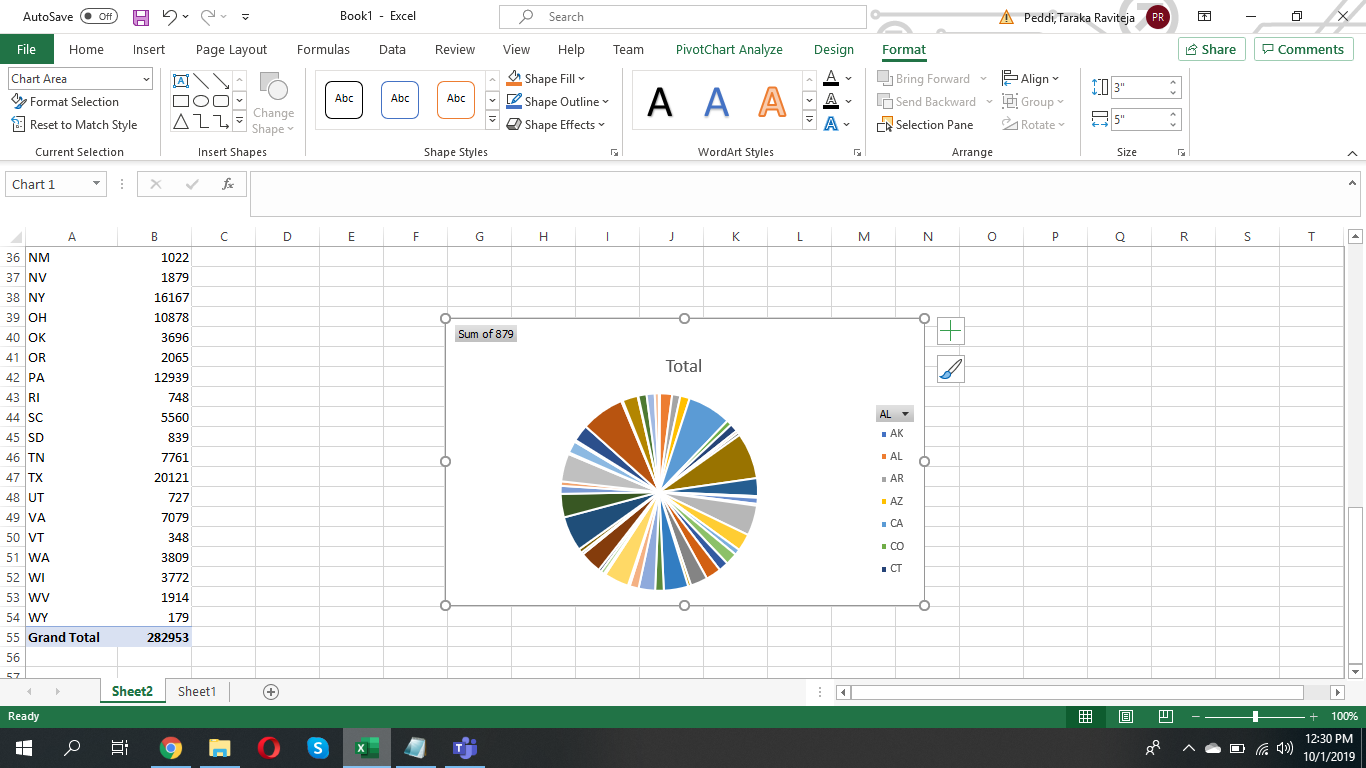 AutoSave Off Book1 - Excel Search Peddi,Taraka Raviteja PR
File Home Insert Page Layout Formulas Data Review View Help Team PivotChart Analyze Design Format Share Comments
Chart Area
Format Selection
Reset to Match Style
Current Selection
Change
Shape
Insert Shapes
Abc Abc Abc
Shape Fill
Shape Outline
Shape Effects
Shape Styles
A A A
A
A
A
WordArt Styles
Bring Forward
Send Backward
Selection Pane
Align
Group
Rotate
Arrange
3"
5"
Size
Chart 1 fx
A B C D E F G H I J K L M N O P Q R S T
36 NM 1022
37 NV 1879
38 NY 16167
39 OH 10878
40 OK 3696
41 OR 2065
42 PA 12939
43 RI 748
44 SC 5560
45 SD 839
46 TN 7761
47 TX 20121
48 UT 727
49 VA 7079
50 VT 348
51 WA 3809
52 WI 3772
53 WV 1914
54 WY 179
55 Grand Total 282953
56
57
Sum of 879
Total
AL
AK
AL
AR
AZ
CA
CO
CT
Sheet2 Sheet1
Ready 100%
12:30 PM
10/1/2019